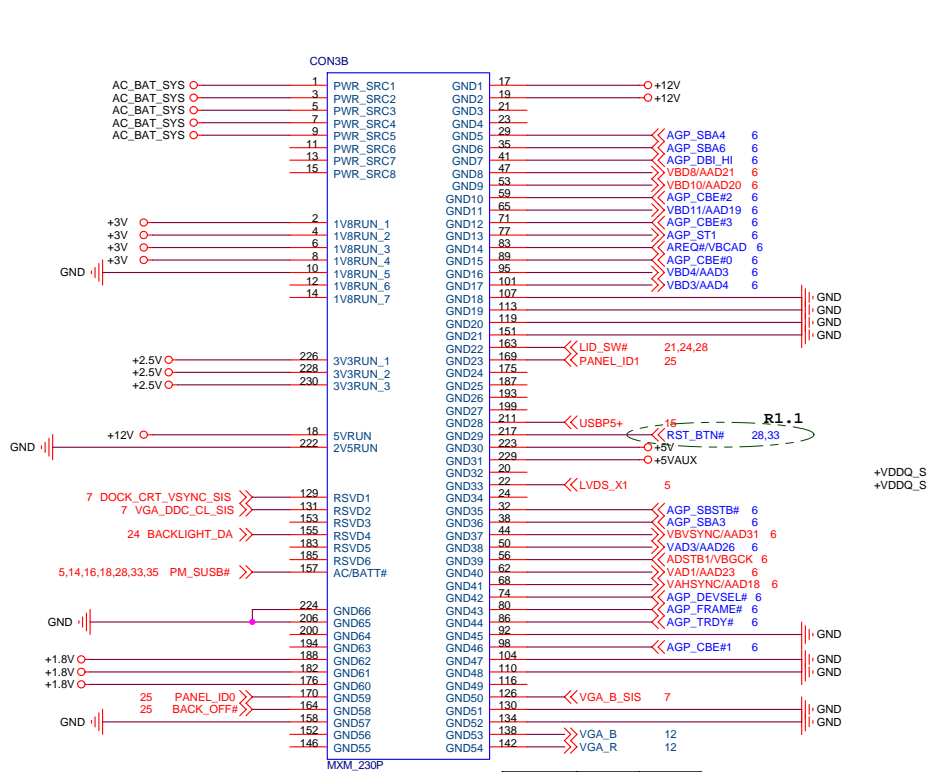 CON3B
AC_BAT_SYS 1 PWR_SRC1 GND1 17 +12V
AC_BAT_SYS 3 PWR_SRC2 GND2 19 +12V
AC_BAT_SYS 5 PWR_SRC3 GND3 21
AC_BAT_SYS 7 PWR_SRC4 GND4 23
AC_BAT_SYS 9 PWR_SRC5 GND5 29 AGP_SBA4 6
11 PWR_SRC6 GND6 35 AGP_SBA6 6
13 PWR_SRC7 GND7 41 AGP_DBI_HI 6
15 PWR_SRC8 GND8 47 VBD8/AAD21 6
GND9 53 VBD10/AAD20 6
GND10 59 AGP_CBE#2 6
GND11 65 VBD11/AAD19 6
+3V 2 1V8RUN_1 GND12 71 AGP_CBE#3 6
+3V 4 1V8RUN_2 GND13 77 AGP_ST1 6
+3V 6 1V8RUN_3 GND14 83 AREQ#/VBCAD 6
+3V 8 1V8RUN_4 GND15 89 AGP_CBE#0 6
GND 10 1V8RUN_5 GND16 95 VBD4/AAD3 6
12 1V8RUN_6 GND17 101 VBD3/AAD4 6
14 1V8RUN_7 GND18 107 GND
GND19 113 GND
GND20 119 GND
GND21 151 GND
GND22 163 LID_SW# 21,24,28
+2.5V 226 3V3RUN_1 GND23 169 PANEL_ID1 25
+2.5V 228 3V3RUN_2 GND24 175
+2.5V 230 3V3RUN_3 GND25 187
GND26 193
GND27 199
R1.1
GND28 211 USBP5+ 15
+12V 18 5VRUN GND29 217 RST_BTN# 28,33
GND 222 2V5RUN GND30 223 +5V
GND31 229 +5VAUX
GND32 20 +VDDQ_S
GND33 22 LVDS_X1 5 +VDDQ_S
7 DOCK_CRT_VSYNC_SIS 129 RSVD1 GND34 24
7 VGA_DDC_CL_SIS 131 RSVD2 GND35 32 AGP_SBSTB# 6
153 RSVD3 GND36 38 AGP_SBA3 6
24 BACKLIGHT_DA 155 RSVD4 GND37 44 VBVSYNC/AAD31 6
183 RSVD5 GND38 50 VAD3/AAD26 6
185 RSVD6 GND39 56 ADSTB1/VBGCK 6
5,14,16,18,28,33,35 PM_SUSB# 157 AC/BATT# GND40 62 VAD1/AAD23 6
GND41 68 VAHSYNC/AAD18 6
GND42 74 AGP_DEVSEL# 6
224 GND66 GND43 80 AGP_FRAME# 6
GND 206 GND65 GND44 86 AGP_TRDY# 6
200 GND64 GND45 92 GND
194 GND63 GND46 98 AGP_CBE#1 6
+1.8V 188 GND62 GND47 104 GND
+1.8V 182 GND61 GND48 110 GND
+1.8V 176 GND60 GND49 116
25 PANEL_ID0 170 GND59 GND50 126 VGA_B_SIS 7
25 BACK_OFF# 164 GND58 GND51 130 GND
GND 158 GND57 GND52 134 GND
152 GND56 GND53 138 VGA_B 12
146 GND55 GND54 142 VGA_R 12
MXM_230P